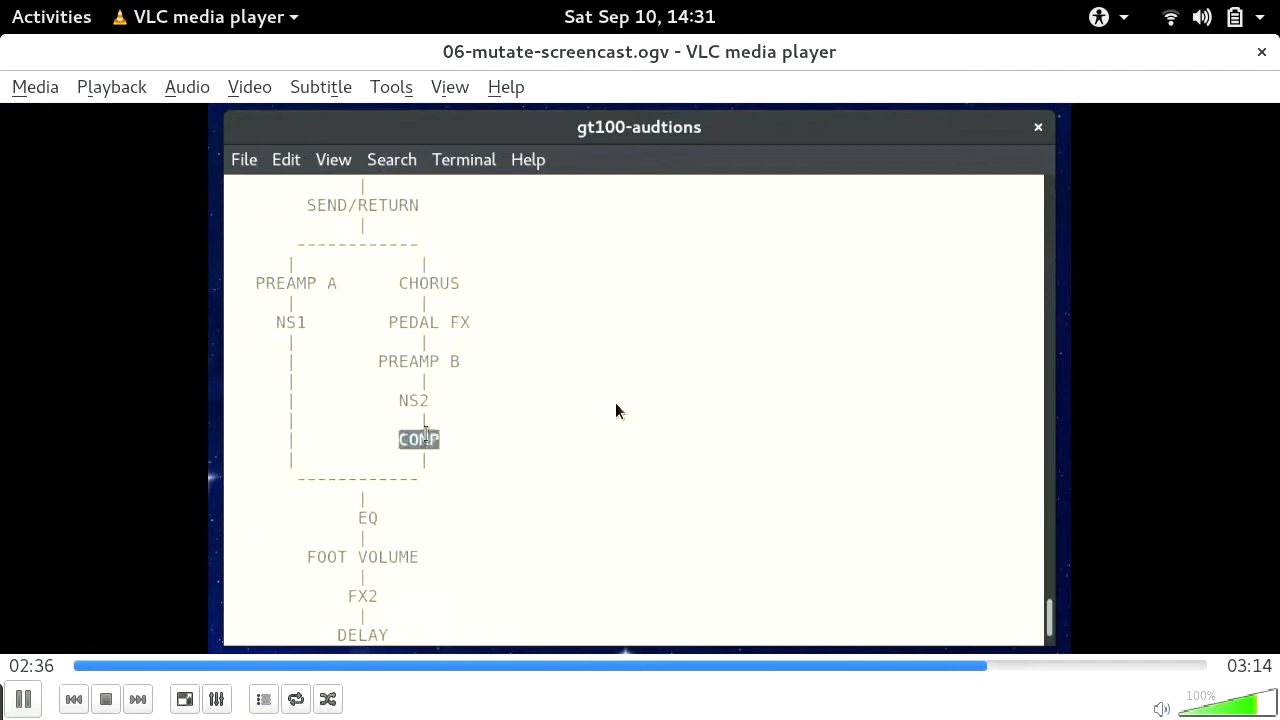 Activities VLC media player Sat Sep 10, 14:31
06-mutate-screencast.ogv - VLC media player ×
Media Playback Audio Video Subtitle Tools View Help
gt100-audtions ×
File Edit View Search Terminal Help
|
SEND/RETURN
|
------------
| |
PREAMP A CHORUS
| |
NS1 PEDAL FX
| |
| PREAMP B
| |
| NS2
| |
| COMP
| |
------------
|
EQ
|
FOOT VOLUME
|
FX2
|
DELAY
02:36 03:14
100%